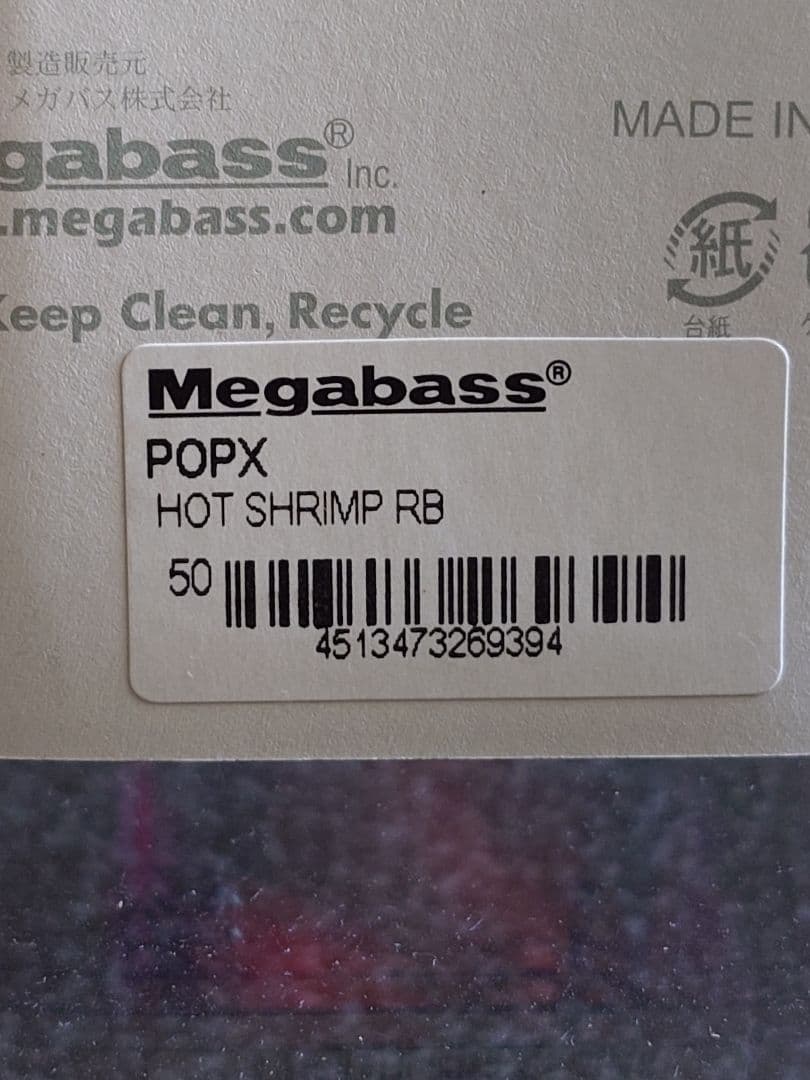 製造販売元
メガバス株式会社
gabass® Inc.
.megabass.com
Keep Clean, Recycle
MADE IN
紙
台紙
Megabass®
POPX
HOT SHRIMP RB
50
4513473269394